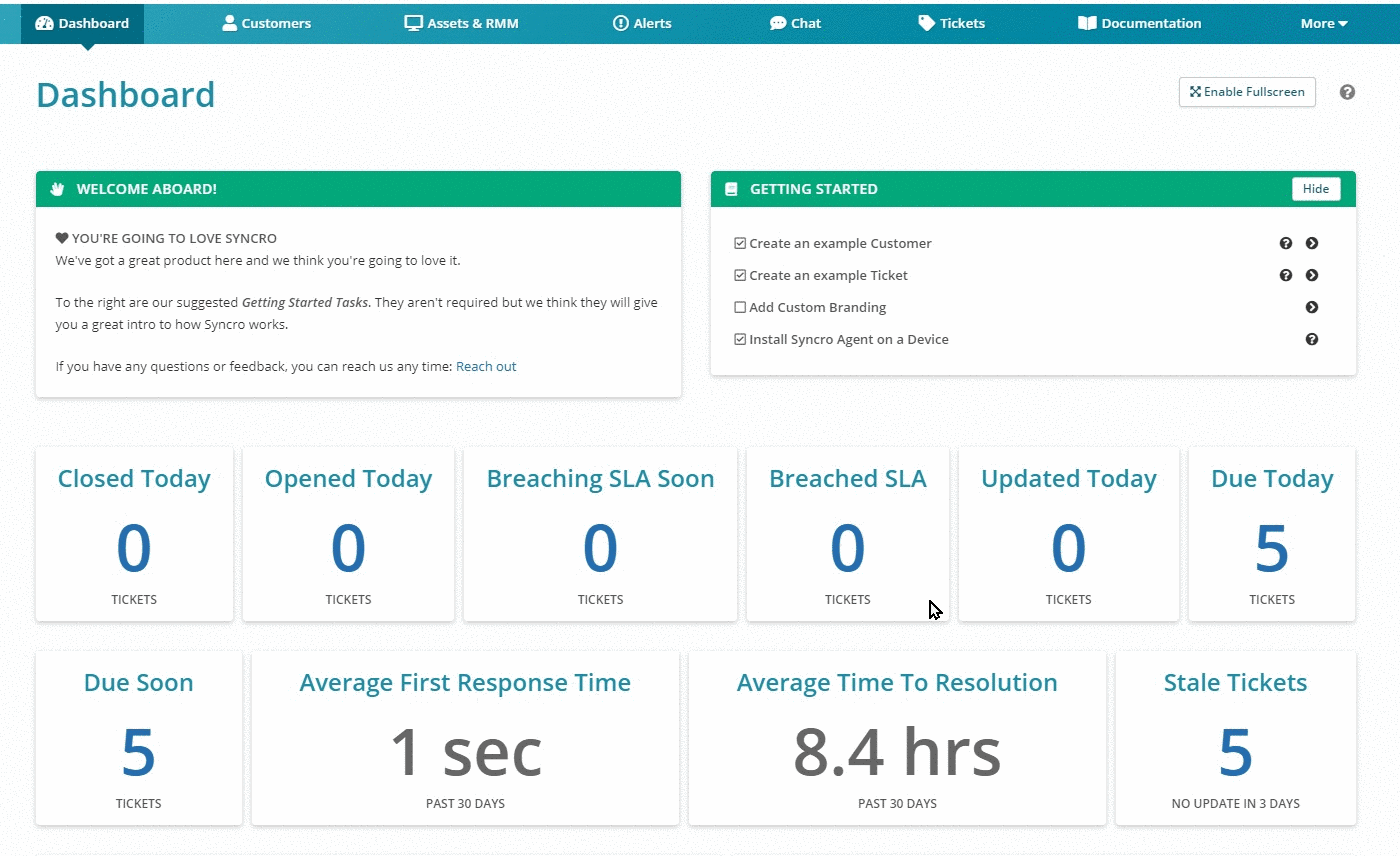 Dashboard Customers Assets & RMM Alerts Chat Tickets Documentation More
Dashboard
Enable Fullscreen
WELCOME ABOARD!
YOU'RE GOING TO LOVE SYNCRO
We've got a great product here and we think you're going to love it.
To the right are our suggested Getting Started Tasks. They aren't required but we think they will give
you a great intro to how Syncro works.
If you have any questions or feedback, you can reach us any time: Reach out
GETTING STARTED
Hide
Create an example Customer
Create an example Ticket
Add Custom Branding
Install Syncro Agent on a Device
Closed Today
0
TICKETS
Opened Today
0
TICKETS
Breaching SLA Soon
0
TICKETS
Breached SLA
0
TICKETS
Updated Today
0
TICKETS
Due Today
5
TICKETS
Due Soon
5
TICKETS
Average First Response Time
1 sec
PAST 30 DAYS
Average Time To Resolution
8.4 hrs
PAST 30 DAYS
Stale Tickets
5
NO UPDATE IN 3 DAYS